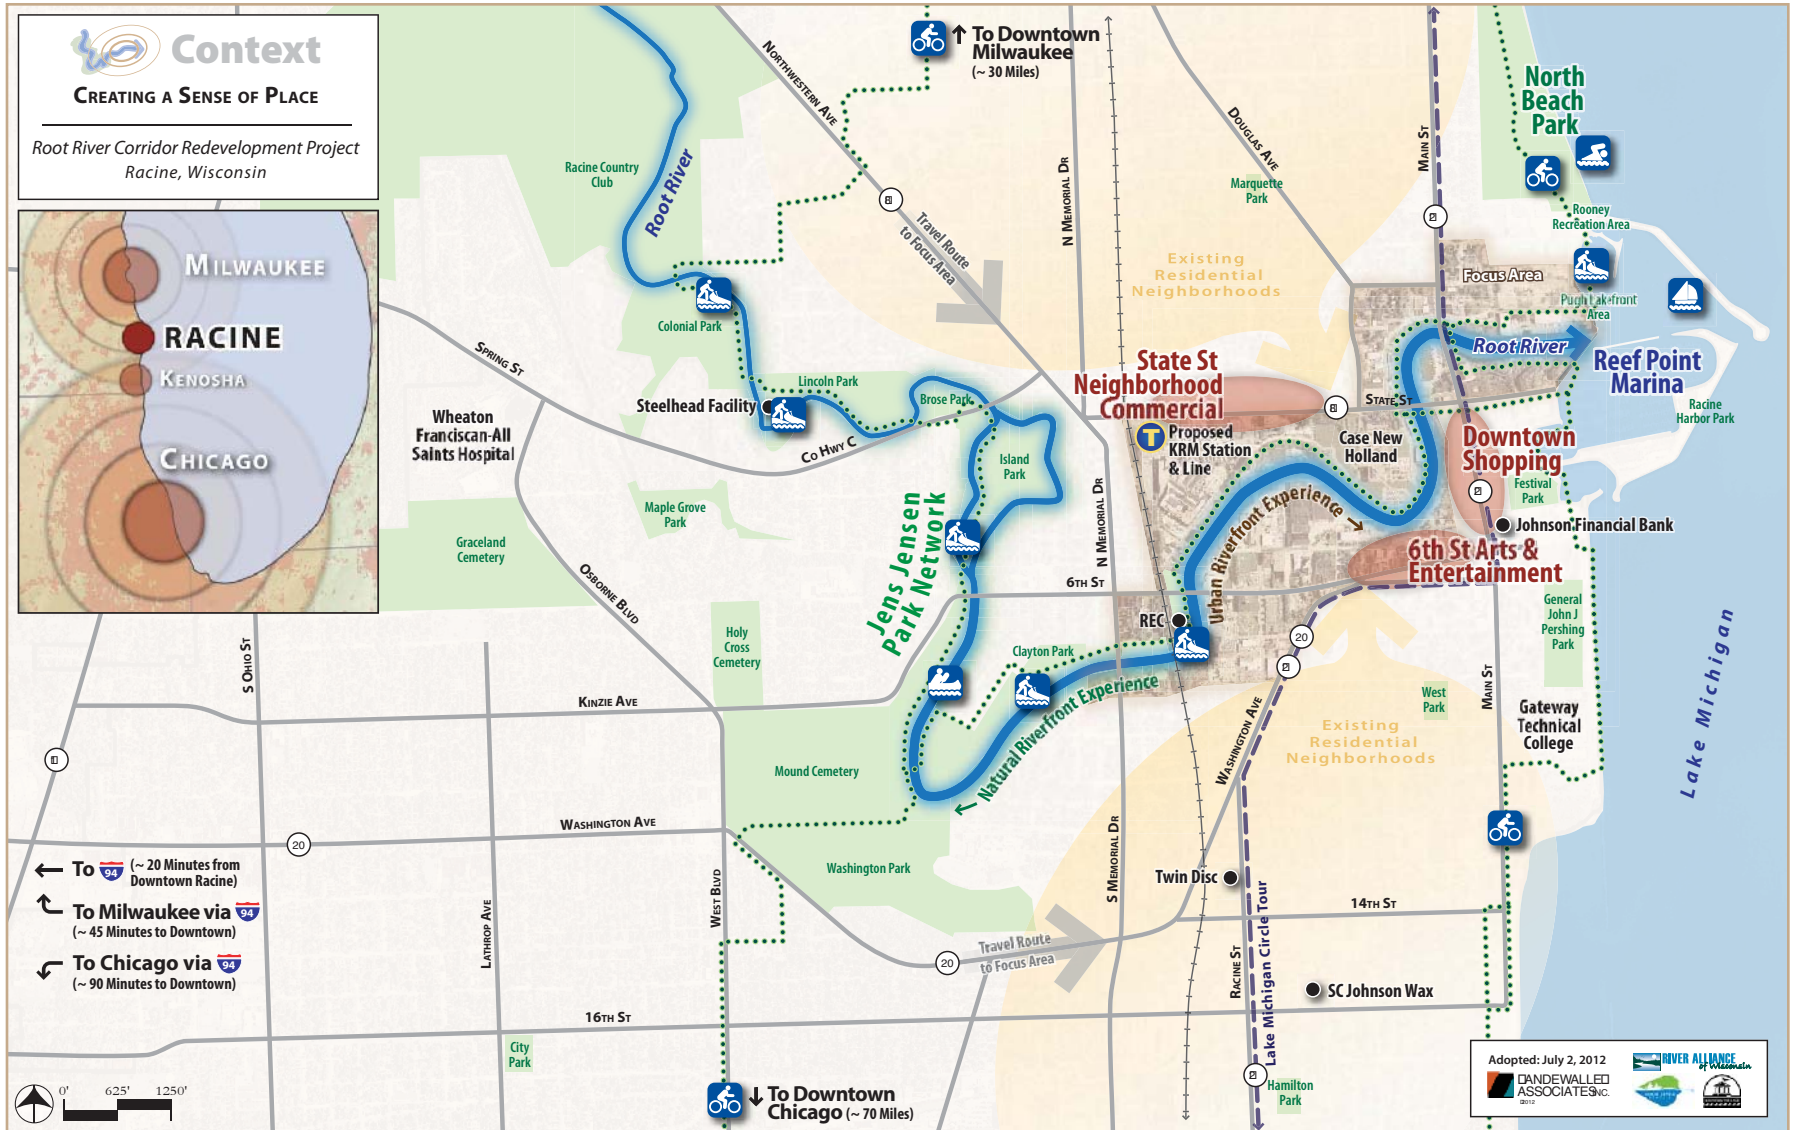 Context
Creating a Sense of Place
Root River Corridor Redevelopment Project
Racine, Wisconsin
Milwaukee
RACINE
Kenosha
Chicago
To Downtown
Milwaukee
(~ 30 Miles)
Northwestern Ave
Racine Country
Club
Root River
Travel Route
to Focus Area
N Memorial Dr
Douglas Ave
Marquette
Park
Main St
North
Beach
Park
Rooney
Recreation Area
Existing
Residential
Neighborhoods
Focus Area
Pugh Lakefront
Area
Colonial Park
Spring St
Root River
Reef Point
Marina
State St
Neighborhood
Commercial
State St
Lincoln Park
Brose Park
Steelhead Facility
Racine
Harbor Park
Wheaton
Franciscan-All
Saints Hospital
Co Hwy C
T
Proposed
KRM Station
& Line
Case New
Holland
Downtown
Shopping
Island
Park
Festival
Park
Maple Grove
Park
Jens Jensen
Park Network
N Memorial Dr
Urban Riverfront Experience
Johnson Financial Bank
Graceland
Cemetery
6th St Arts &
Entertainment
Osborne Blvd
6th St
General
John J
Pershing
Park
REC
Holy
Cross
Cemetery
Clayton Park
20
S Ohio St
Lake Michigan
Kinzie Ave
Natural Riverfront Experience
West
Park
Main St
Gateway
Technical
College
Existing
Residential
Neighborhoods
Washington Ave
Mound Cemetery
Washington Ave
20
To 94 (~ 20 Minutes from
Downtown Racine)
Washington Park
S Memorial Dr
Twin Disc
West Blvd
14th St
To Milwaukee via 94
(~ 45 Minutes to Downtown)
Lathrop Ave
Travel Route
to Focus Area
20
Racine St
Lake Michigan Circle Tour
To Chicago via 94
(~ 90 Minutes to Downtown)
SC Johnson Wax
16th St
City
Park
Hamilton
Park
0' 625' 1250'
To Downtown
Chicago (~ 70 Miles)
Adopted: July 2, 2012
RIVER ALLIANCE
of Wisconsin
ANDEWALLE
ASSOCIATES INC.